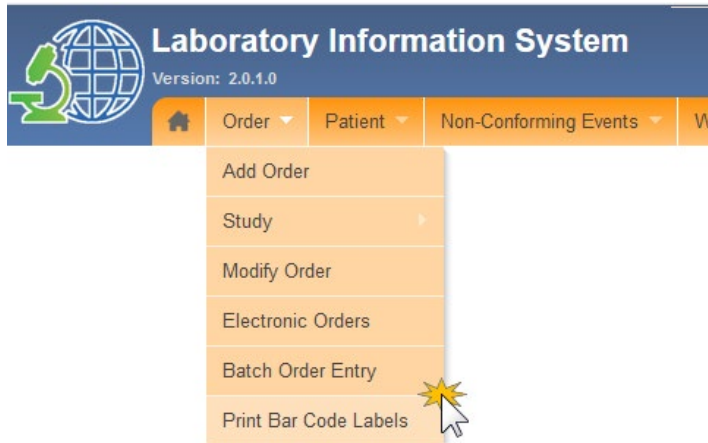 Laboratory Information System
Version: 2.0.1.0
Order Patient Non-Conforming Events W
Add Order
Study
Modify Order
Electronic Orders
Batch Order Entry
Print Bar Code Labels